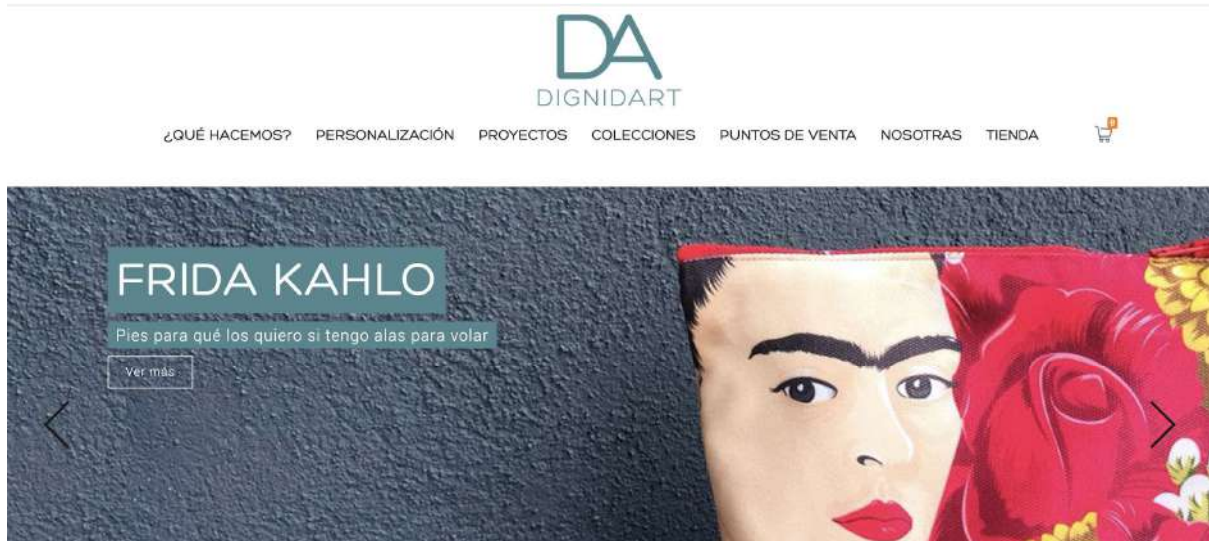 DA
DIGNIDART
¿QUÉ HACEMOS? PERSONALIZACIÓN PROYECTOS COLECCIONES PUNTOS DE VENTA NOSOTRAS TIENDA
0
FRIDA KAHLO
Pies para qué los quiero si tengo alas para volar
Ver más